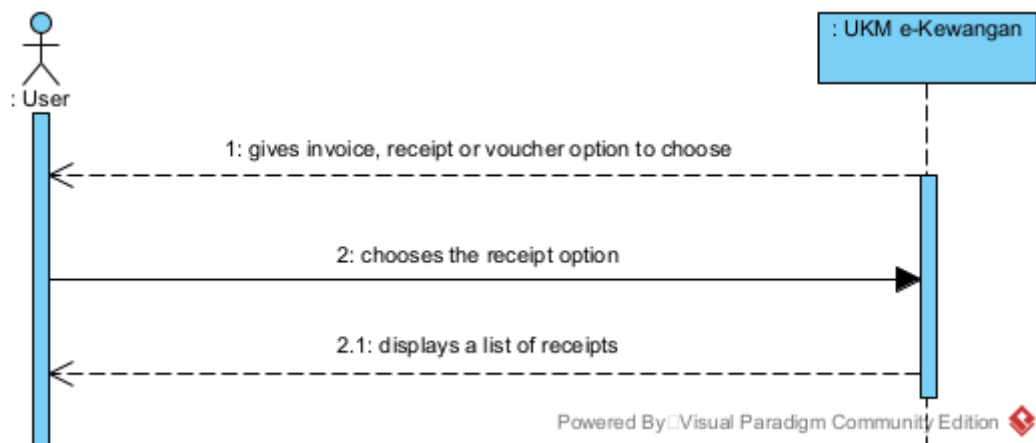 : UKM e-Kewangan
: User
1: gives invoice, receipt or voucher option to choose
2: chooses the receipt option
2.1: displays a list of receipts
Powered By Visual Paradigm Community Edition